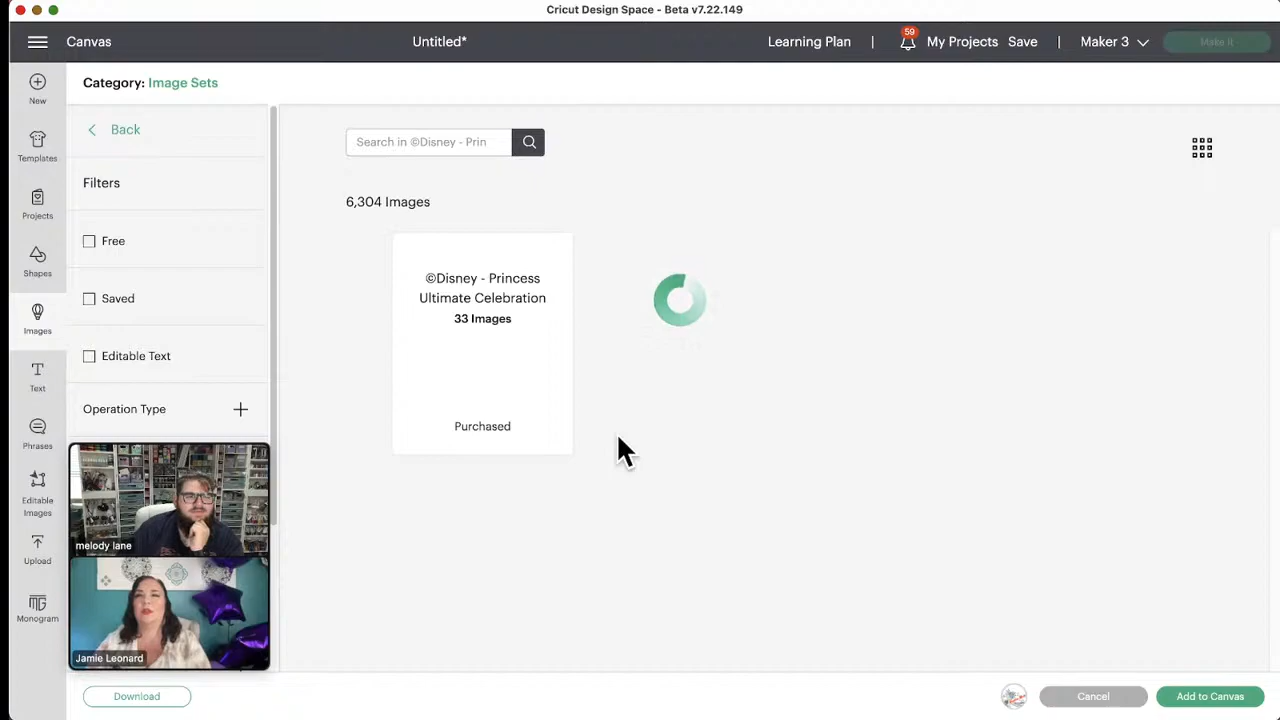 Cricut Design Space - Beta v7.22.149
Canvas
Untitled*
Learning Plan | 59 My Projects Save | Maker 3 Make It
New
Templates
Projects
Shapes
Images
Text
Phrases
Editable
Images
Upload
Monogram
Category: Image Sets
Back
Filters
Free
Saved
Editable Text
Operation Type
melody lane
Jamie Leonard
Search in ©Disney - Prin
6,304 Images
©Disney - Princess
Ultimate Celebration
33 Images
Purchased
Download
Cancel
Add to Canvas